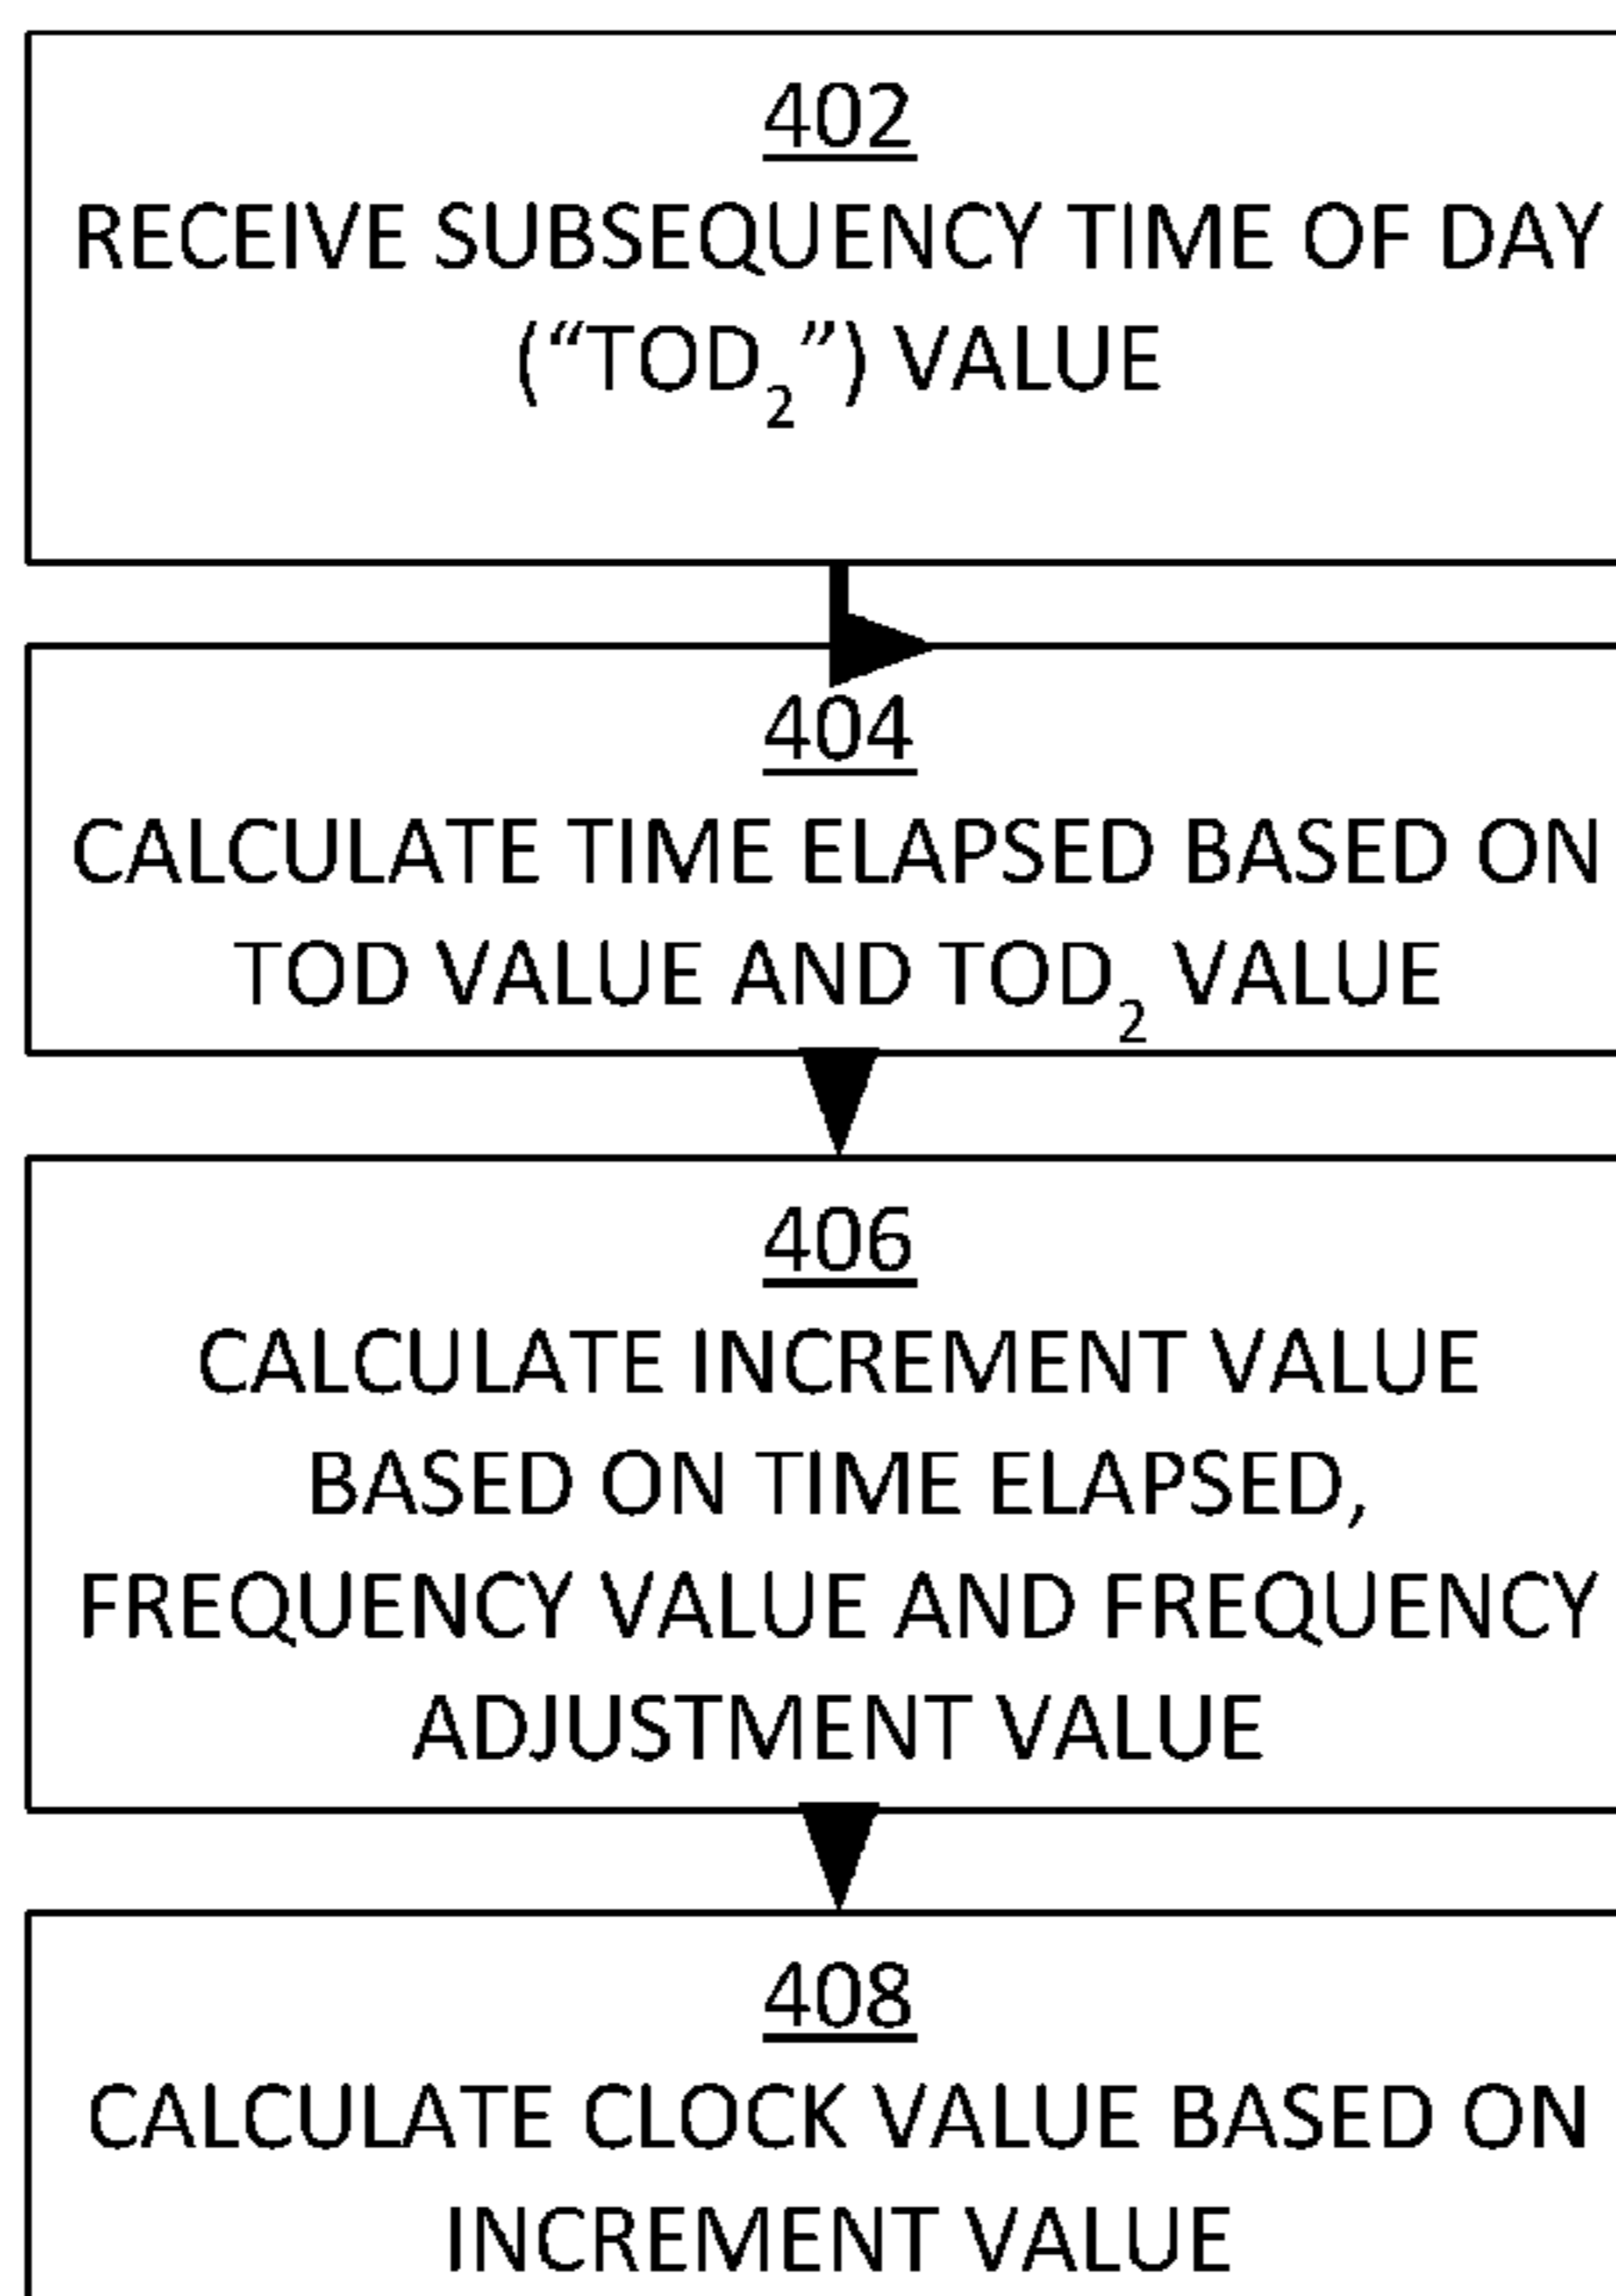 402
RECEIVE SUBSEQUENCY TIME OF DAY
(“TOD₂”) VALUE
404
CALCULATE TIME ELAPSED BASED ON
TOD VALUE AND TOD₂ VALUE
406
CALCULATE INCREMENT VALUE
BASED ON TIME ELAPSED,
FREQUENCY VALUE AND FREQUENCY
ADJUSTMENT VALUE
408
CALCULATE CLOCK VALUE BASED ON
INCREMENT VALUE